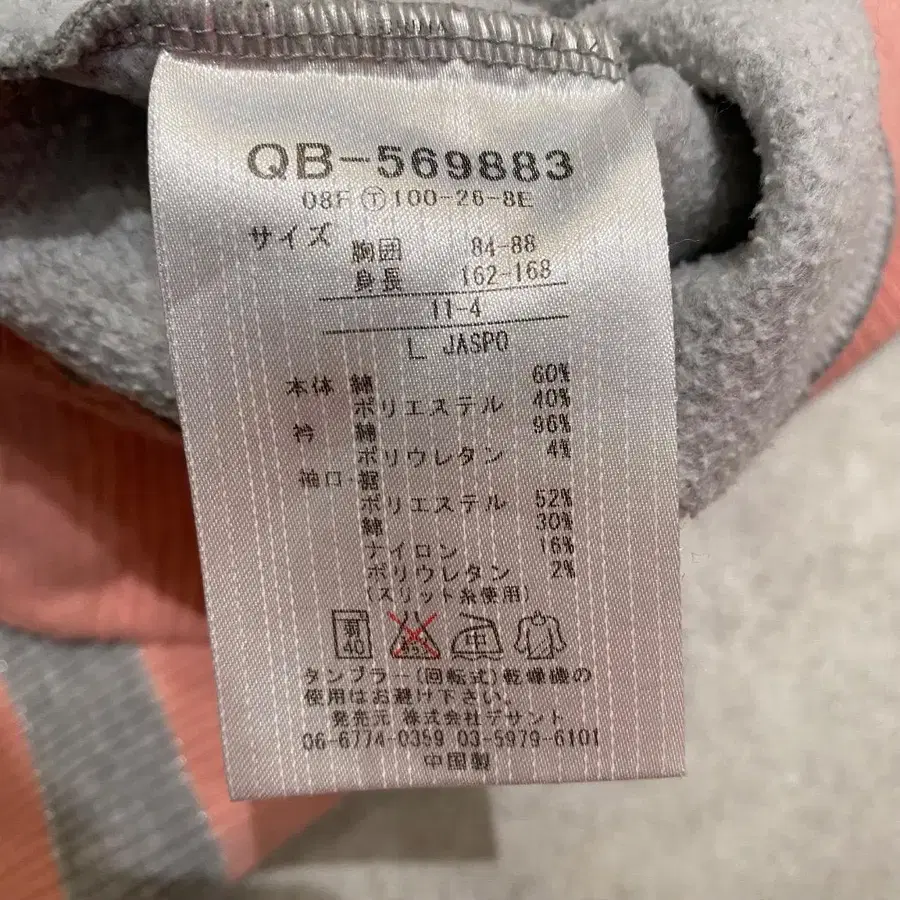 QB-569883
08F Ⓣ 100-26-8E
サイズ 胸囲 84-88
身長 162-168
11-4
L JASPO
本体 綿 60%
ポリエステル 40%
衿 綿 96%
ポリウレタン 4%
袖口・裾
ポリエステル 52%
綿 30%
ナイロン 16%
ポリウレタン 2%
(スリット糸使用)
弱 40 中
タンブラー(回転式)乾燥機の
使用はお避け下さい。
発売元 株式会社デサント
06-6774-0359 03-5979-6101
中国製